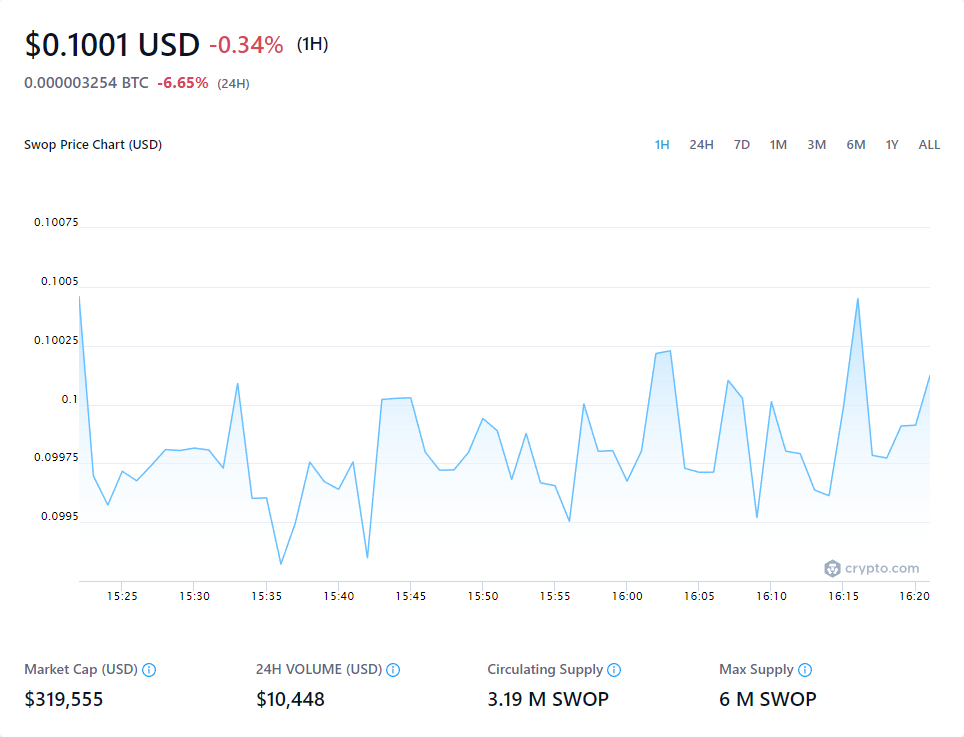 $0.1001 USD -0.34% (1H)
0.000003254 BTC -6.65% (24H)
Swop Price Chart (USD) 1H 24H 7D 1M 3M 6M 1Y ALL
0.10075
0.1005
0.10025
0.1
0.09975
0.0995
crypto.com
15:25 15:30 15:35 15:40 15:45 15:50 15:55 16:00 16:05 16:10 16:15 16:20
Market Cap (USD) 24H VOLUME (USD) Circulating Supply Max Supply
$319,555 $10,448 3.19 M SWOP 6 M SWOP